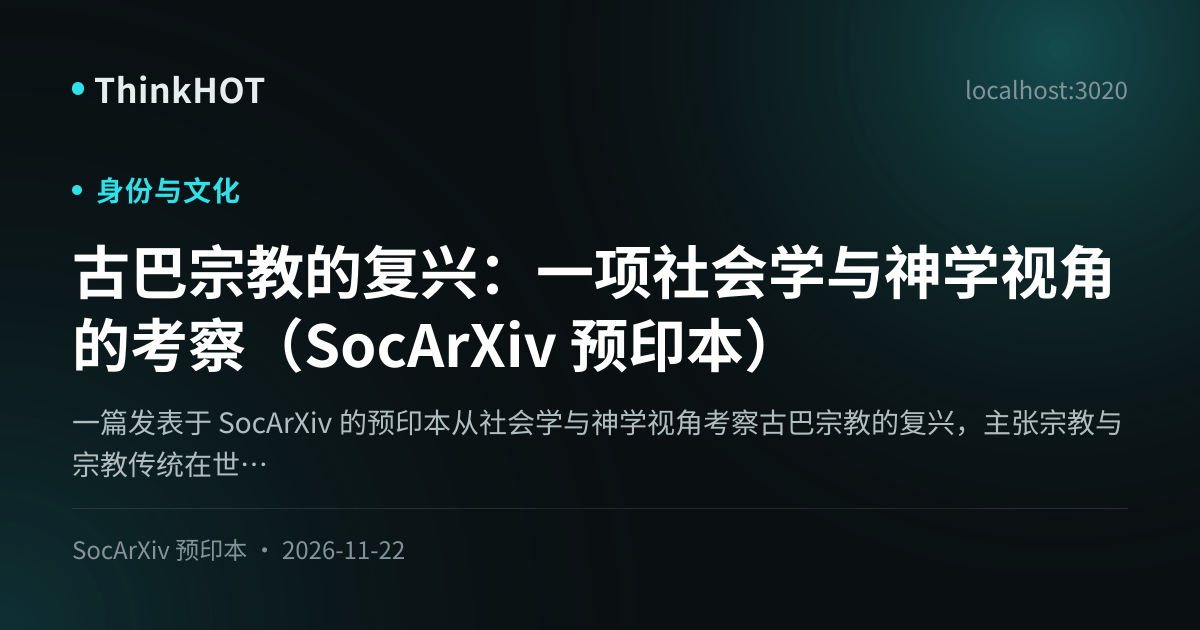 ThinkHOT
localhost:3020
身份与文化
古巴宗教的复兴：一项社会学与神学视角
的考察（SocArXiv 预印本）
一篇发表于 SocArXiv 的预印本从社会学与神学视角考察古巴宗教的复兴，主张宗教与
宗教传统在世…
SocArXiv 预印本 · 2026-11-22